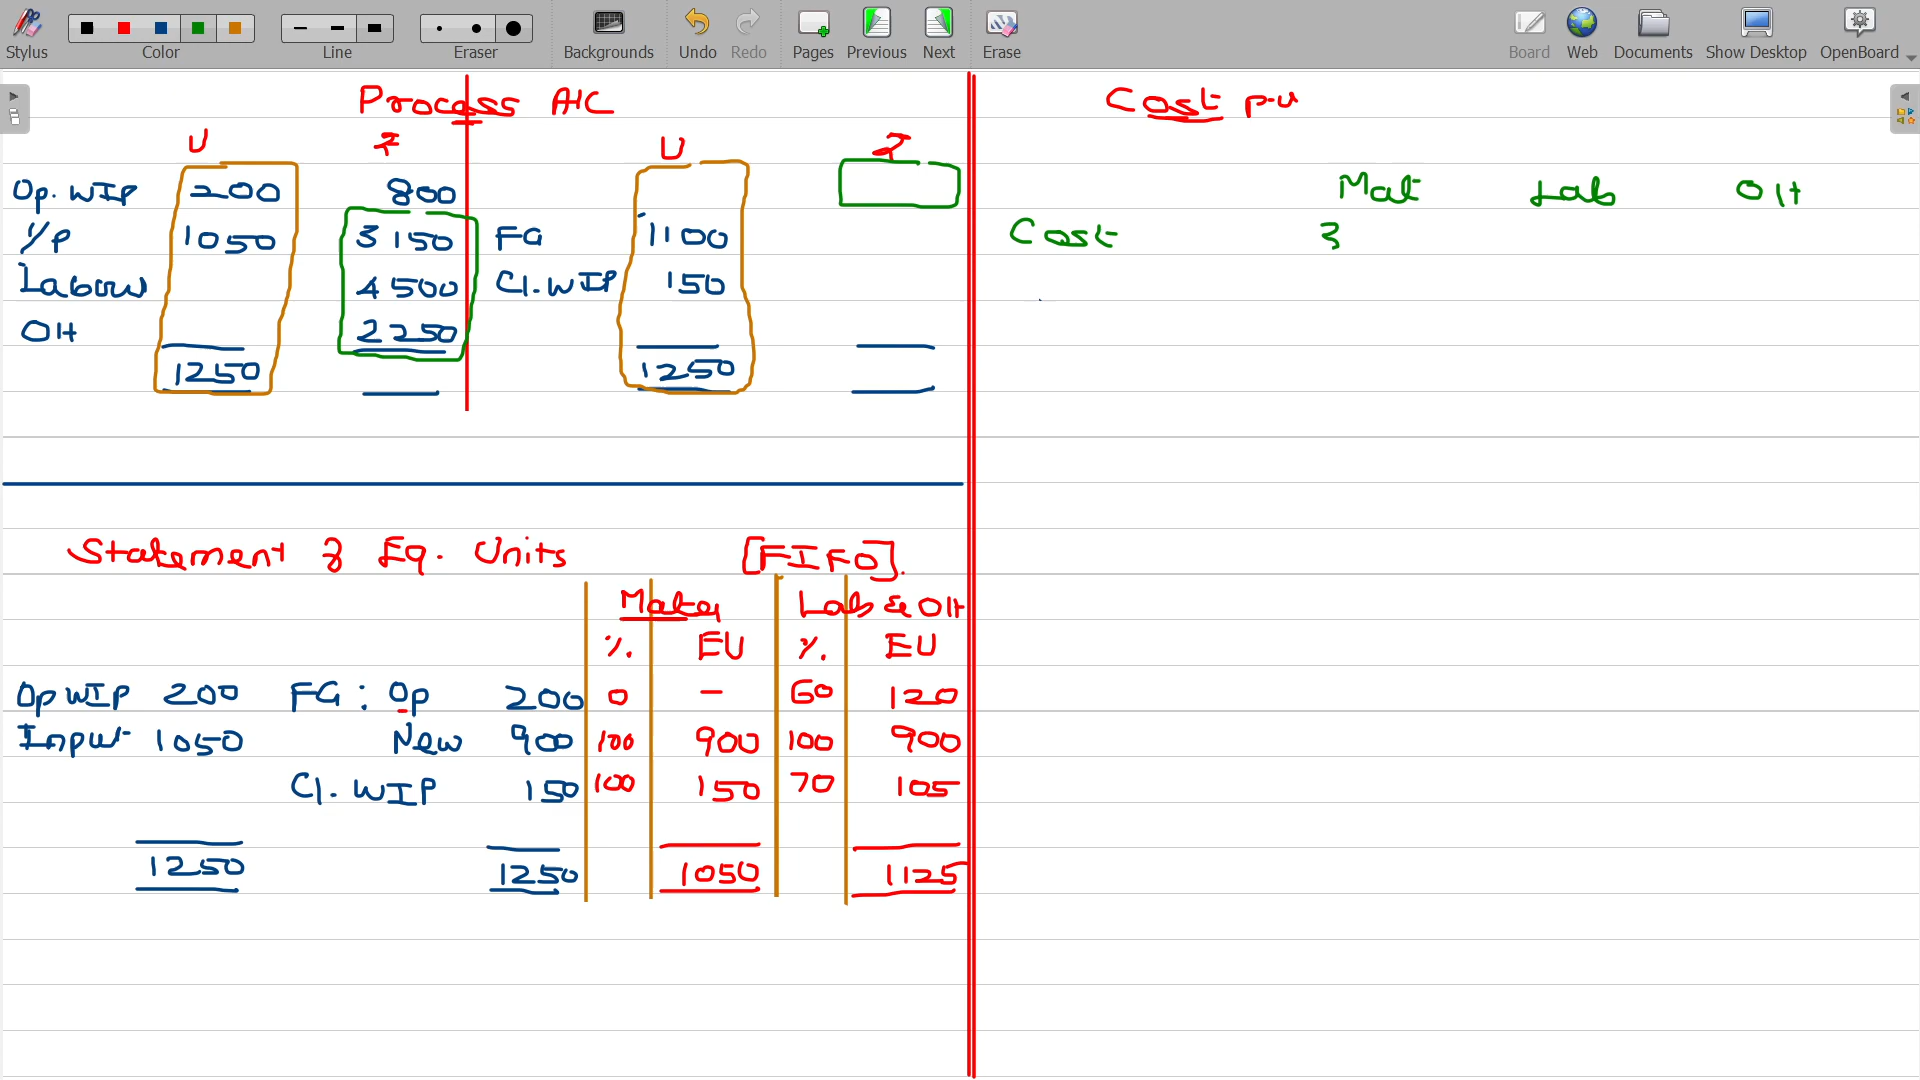 Stylus Color Line Eraser Backgrounds Undo Redo Pages Previous Next Erase Board Web Documents Show Desktop OpenBoard
Process A/C
U ₹ U ₹
Op. WIP 200 800
I/P 1050 3150 FG 1100
Labour 4500 Cl. WIP 150
OH 2250
1250 1250
Statement of Eq. Units [FIFO].
Mater Lab & OH
%. EU %. EU
Op WIP 200 FG : Op 200 0 - 60 120
Input 1050 New 900 100 900 100 900
Cl. WIP 150 100 150 70 105
1250 1250 1050 1125
Cost p.u
Mat Lab OH
Cost 3